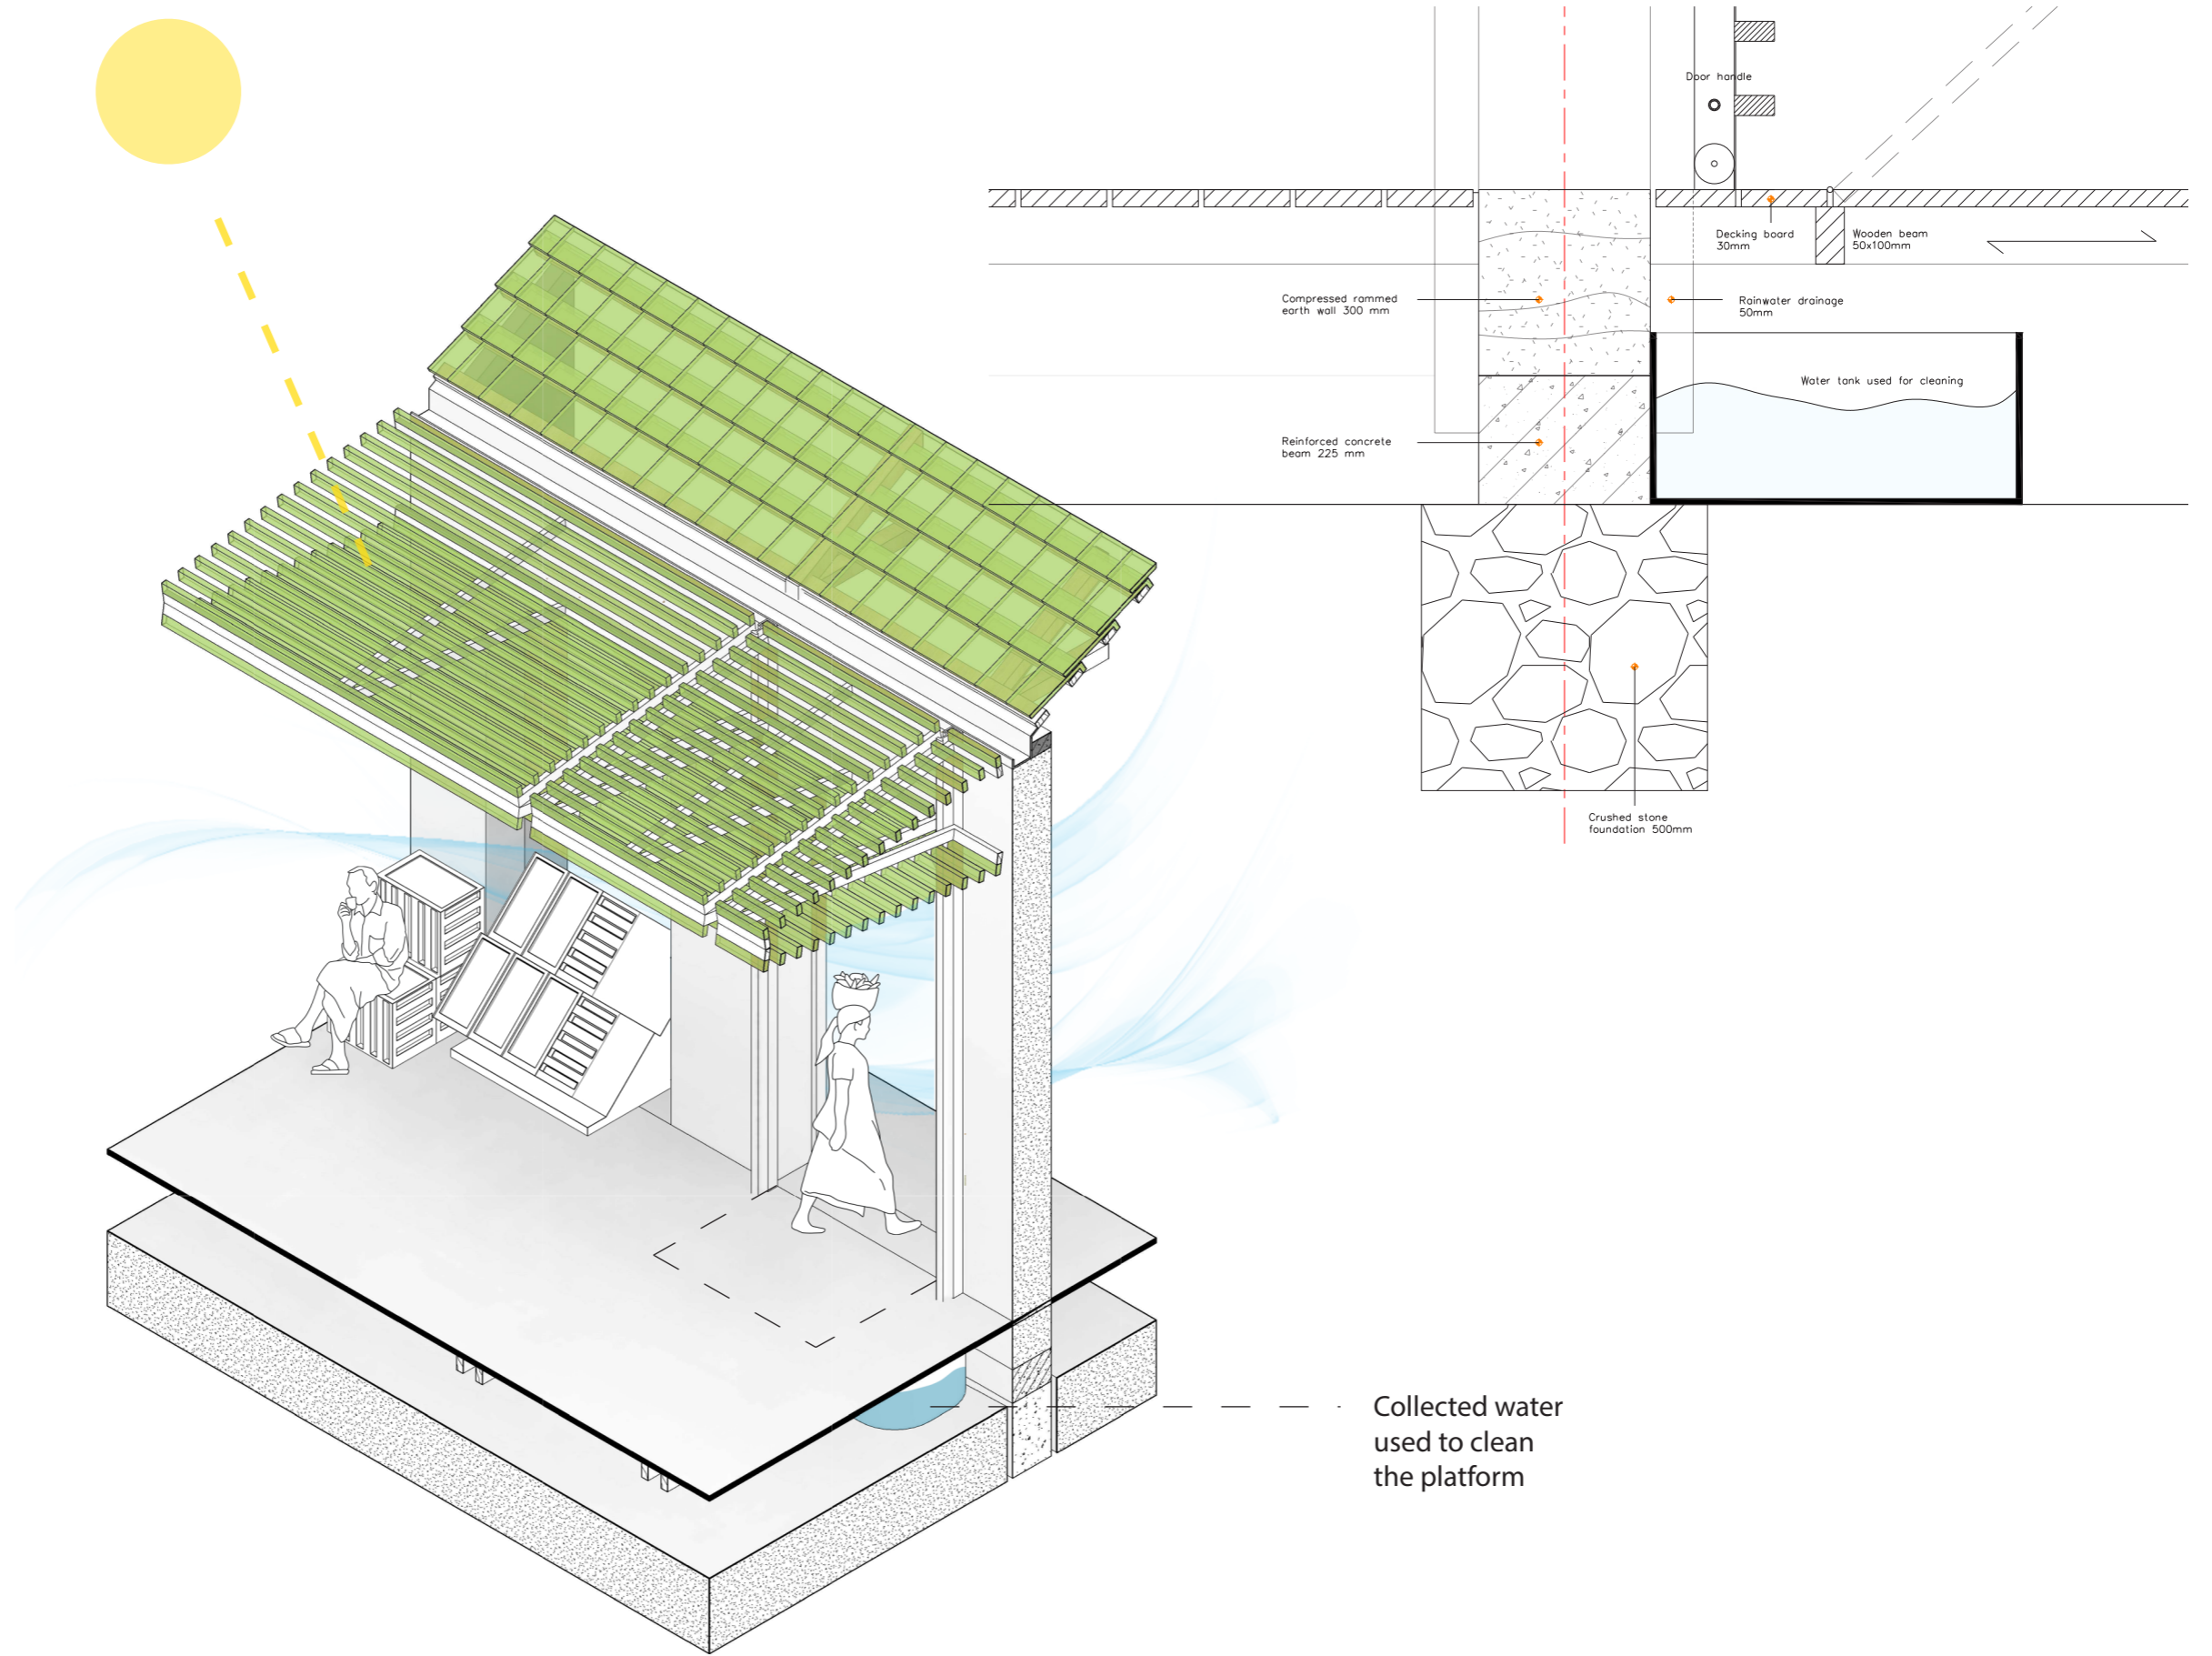 Door handle
Decking board
30mm
Wooden beam
50x100mm
Compressed rammed
earth wall 300 mm
Rainwater drainage
50mm
Water tank used for cleaning
Reinforced concrete
beam 225 mm
Crushed stone
foundation 500mm
Collected water
used to clean
the platform